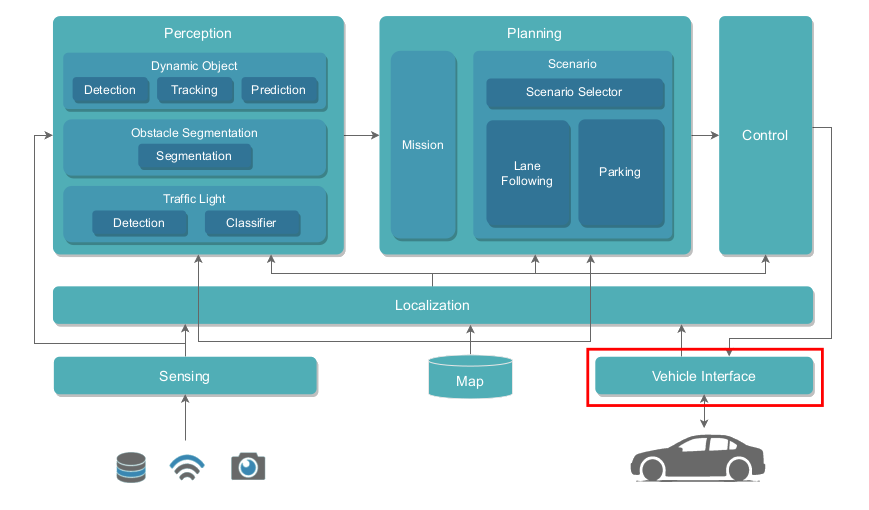 Perception
Dynamic Object
Detection
Tracking
Prediction
Obstacle Segmentation
Segmentation
Traffic Light
Detection
Classifier
Planning
Mission
Scenario
Scenario Selector
Lane
Following
Parking
Control
Localization
Sensing
Map
Vehicle Interface